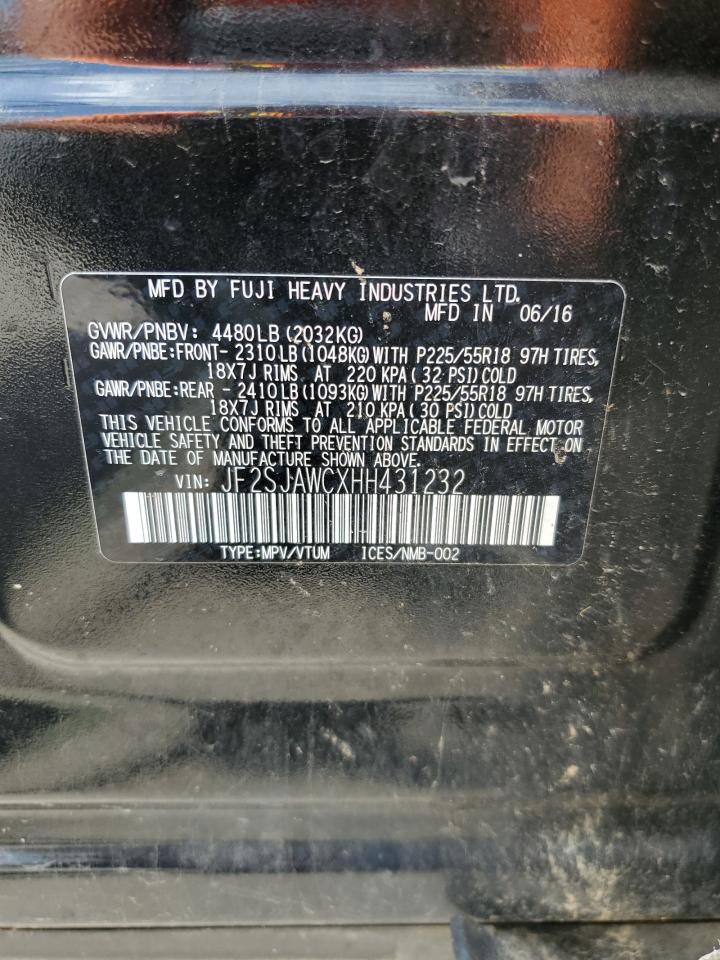 MFD BY FUJI HEAVY INDUSTRIES LTD.
MFD IN 06/16
GVWR/PNBV: 4480LB (2032KG)
GAWR/PNBE:FRONT- 2310LB (1048KG) WITH P225/55R18 97H TIRES,
18X7J RIMS AT 220 KPA (32 PSI) COLD
GAWR/PNBE:REAR - 2410LB (1093KG) WITH P225/55R18 97H TIRES,
18X7J RIMS AT 210 KPA (30 PSI) COLD
THIS VEHICLE CONFORMS TO ALL APPLICABLE FEDERAL MOTOR
VEHICLE SAFETY AND THEFT PREVENTION STANDARDS IN EFFECT ON
THE DATE OF MANUFACTURE SHOWN ABOVE.
VIN: JF2SJAWCXHH431232
TYPE:MPV/VTUM ICES/NMB-002